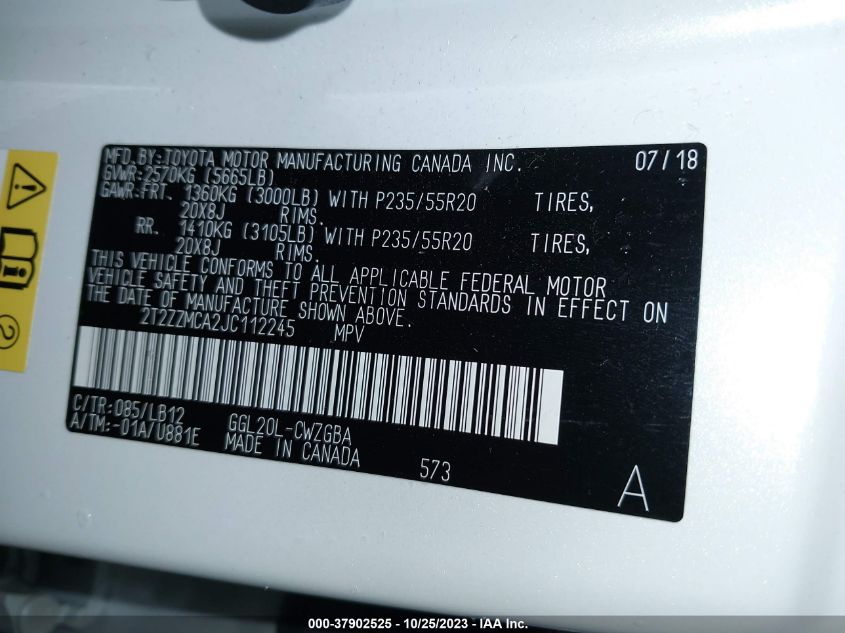 MFD.BY:TOYOTA MOTOR MANUFACTURING CANADA INC. 07/18
GVWR:2570KG (5665LB)
GAWR:FRT. 1360KG (3000LB) WITH P235/55R20 TIRES,
20X8J RIMS.
RR. 1410KG (3105LB) WITH P235/55R20 TIRES,
20X8J RIMS.
THIS VEHICLE CONFORMS TO ALL APPLICABLE FEDERAL MOTOR
VEHICLE SAFETY AND THEFT PREVENTION STANDARDS IN EFFECT ON
THE DATE OF MANUFACTURE SHOWN ABOVE.
2T2ZZMCA2JC112245 MPV
C/TR:085/LB12 GGL20L-CWZGBA
A/TM:-01A/U881E MADE IN CANADA
573
A
2
000-37902525 - 10/25/2023 - IAA Inc.